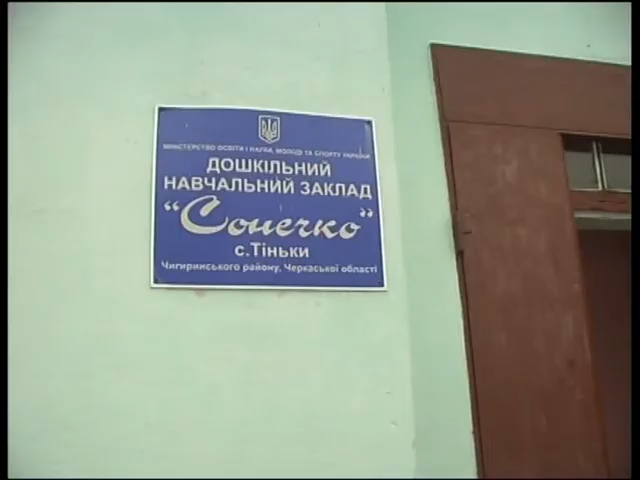 МІНІСТЕРСТВО ОСВІТИ І НАУКИ, МОЛОДІ ТА СПОРТУ УКРАЇНИ
ДОШКІЛЬНИЙ
НАВЧАЛЬНИЙ ЗАКЛАД
“Сонечко”
с.Тіньки
Чигиринського району, Черкаської області